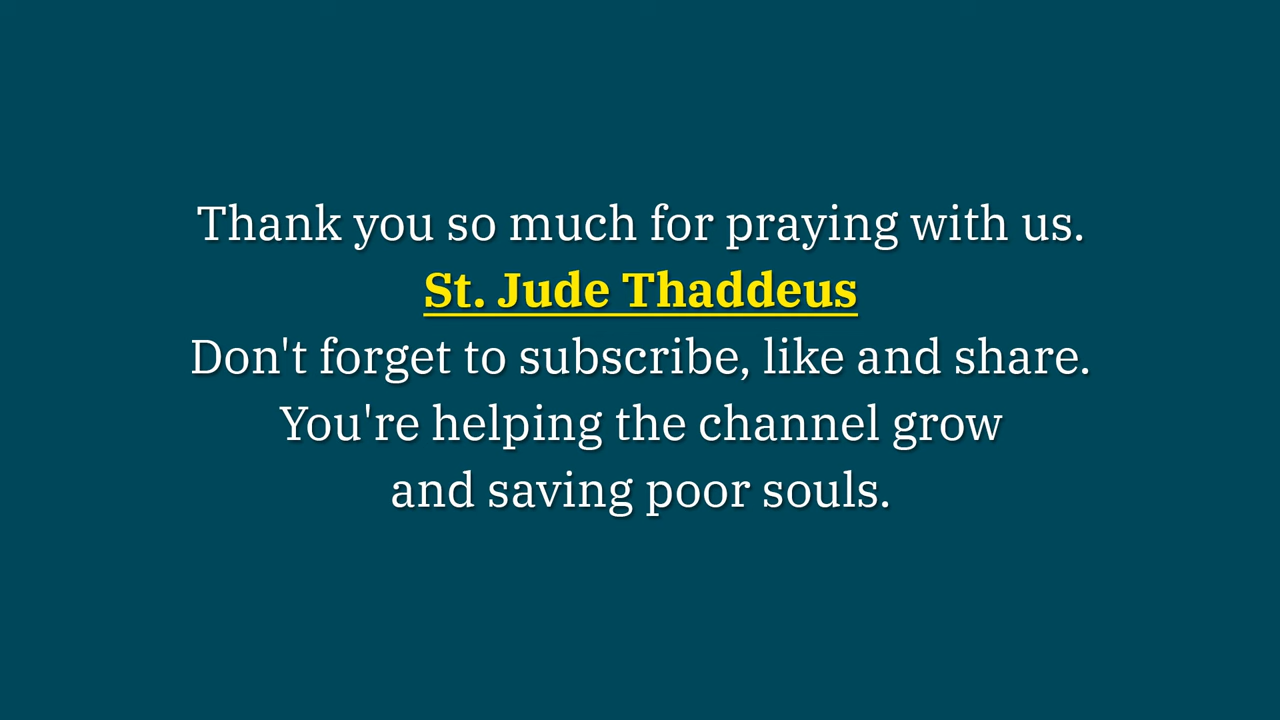 Thank you so much for praying with us.
St. Jude Thaddeus
Don't forget to subscribe, like and share.
You're helping the channel grow
and saving poor souls.